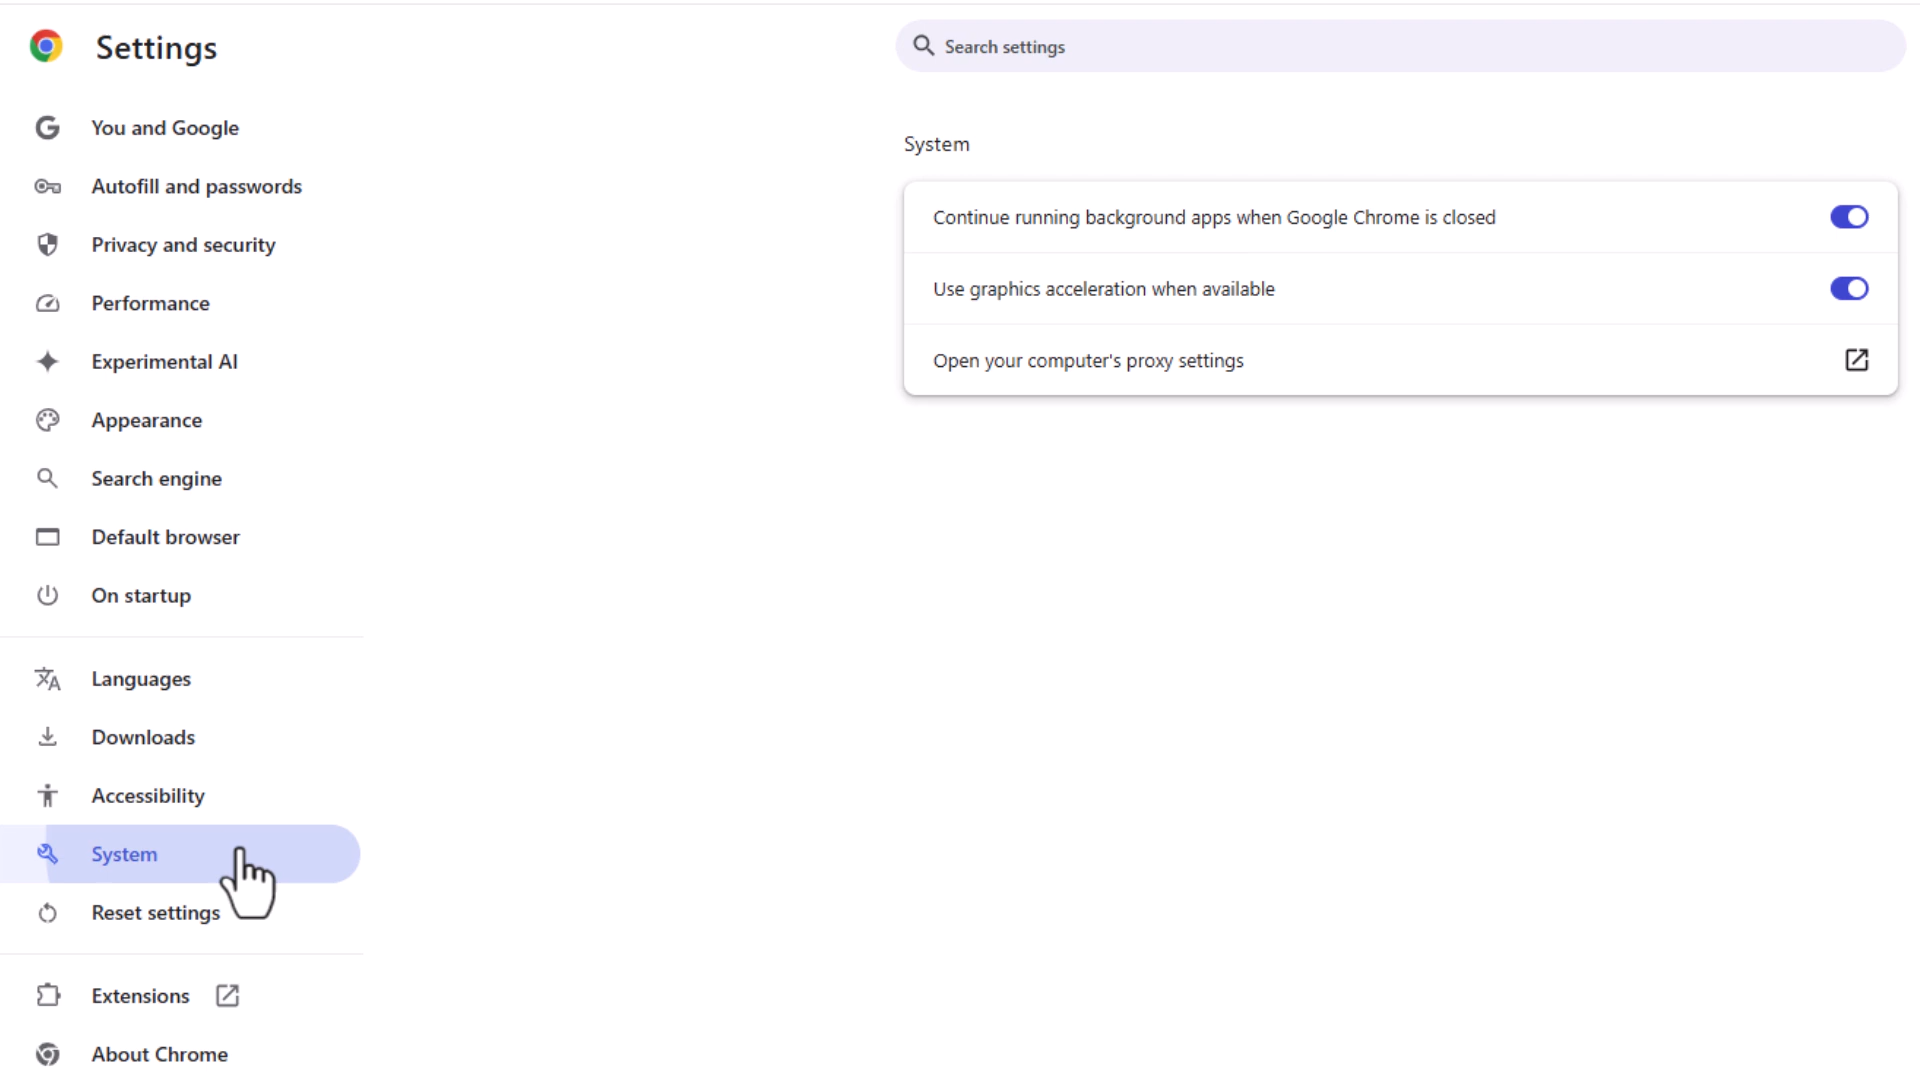 Settings
Search settings
You and Google
Autofill and passwords
Privacy and security
Performance
Experimental AI
Appearance
Search engine
Default browser
On startup
Languages
Downloads
Accessibility
System
Reset settings
Extensions
About Chrome
System
Continue running background apps when Google Chrome is closed
Use graphics acceleration when available
Open your computer's proxy settings